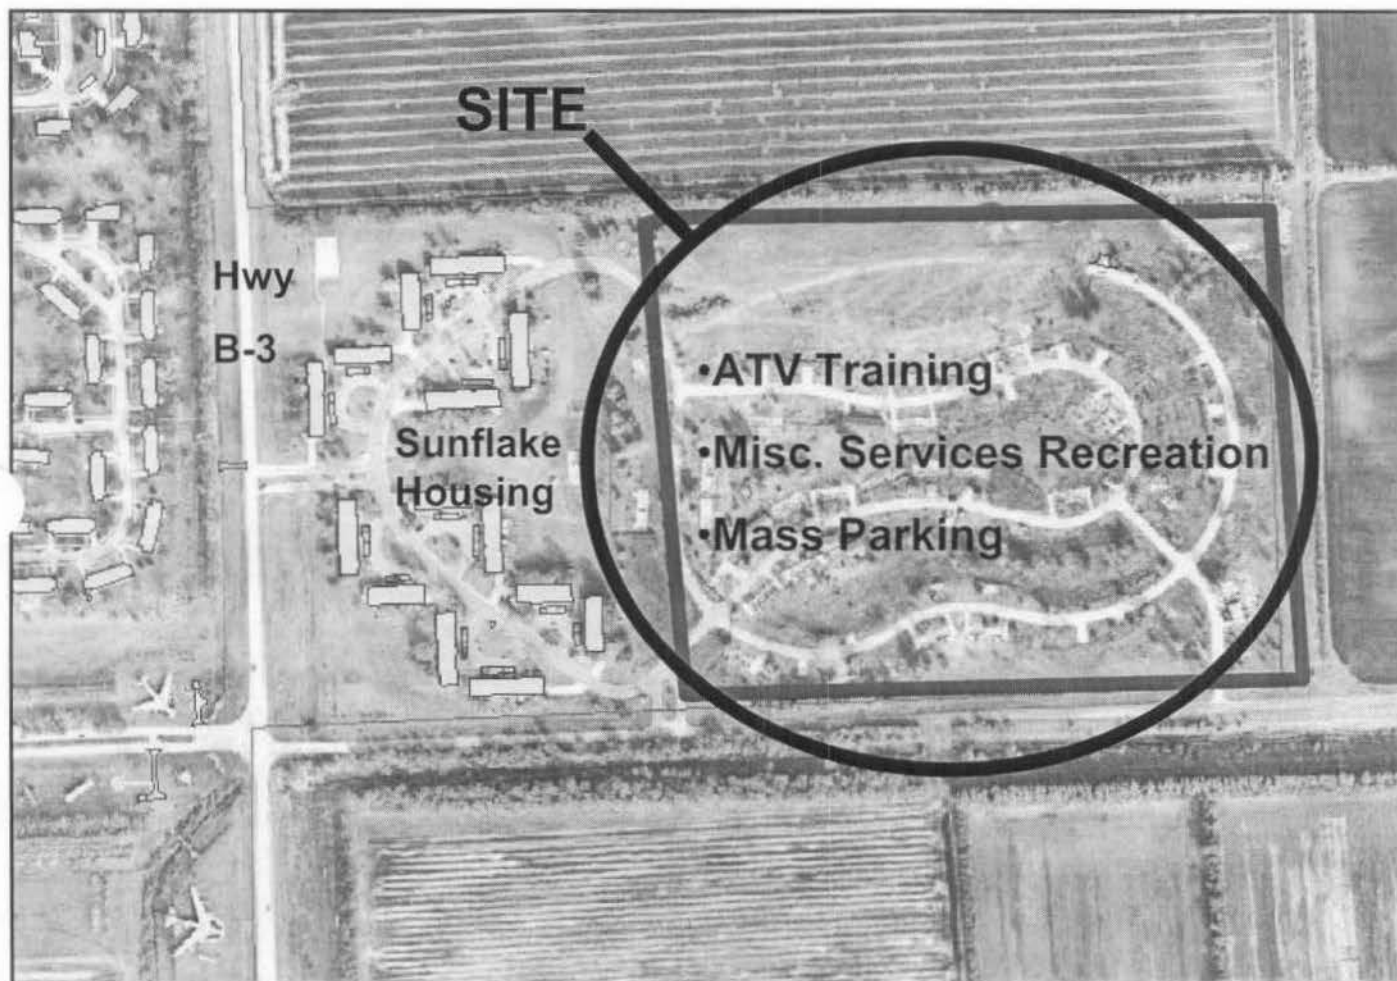 SITE
Hwy
B-3
•ATV Training
Sunflake
Housing
•Misc. Services Recreation
•Mass Parking